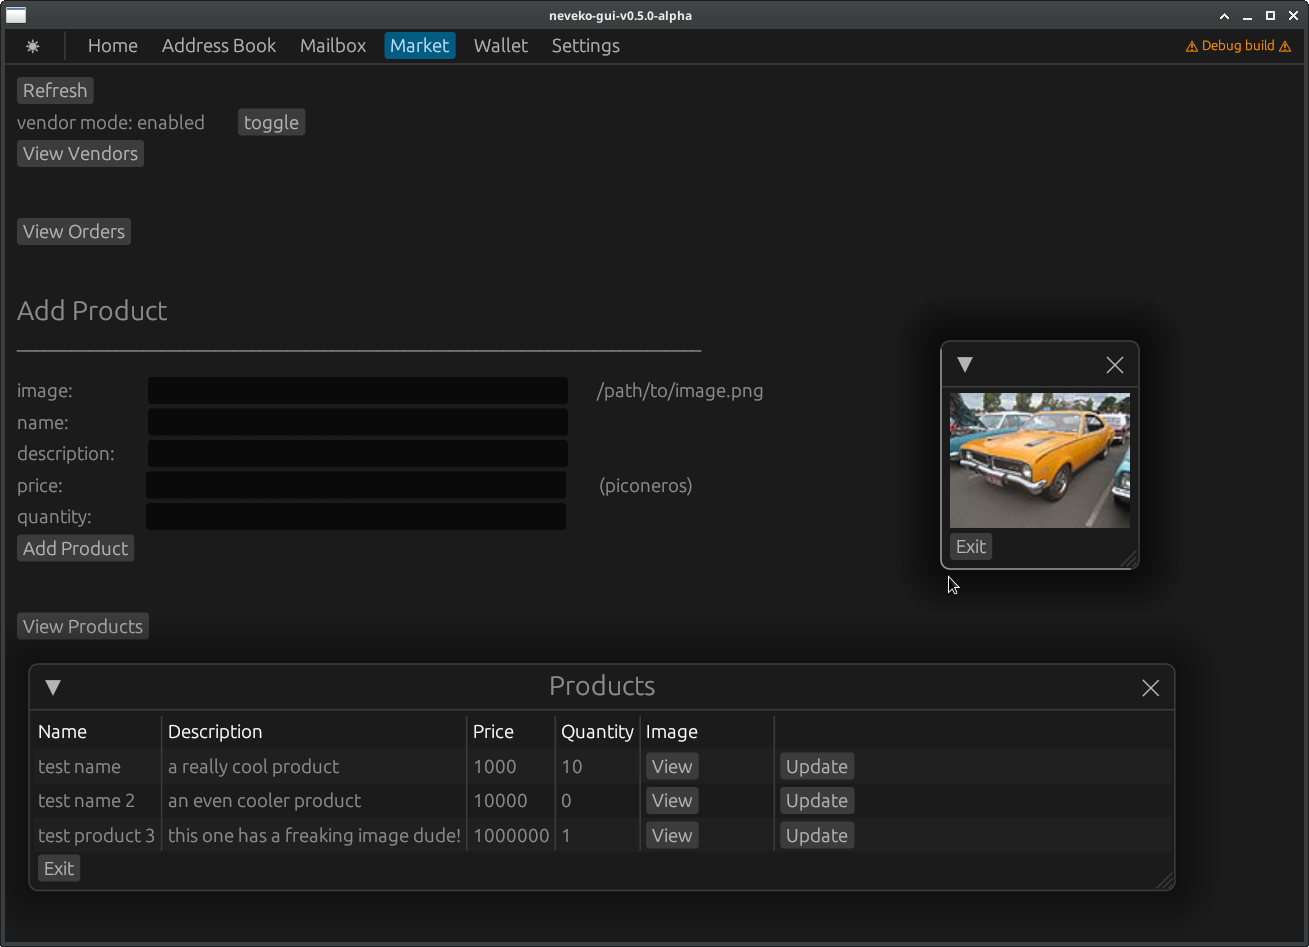 neveko-gui-v0.5.0-alpha
Home Address Book Mailbox Market Wallet Settings ⚠ Debug build ⚠
Refresh
vendor mode: enabled toggle
View Vendors
View Orders
Add Product
image: /path/to/image.png
name:
description:
price: (piconeros)
quantity:
Add Product
Exit
View Products
Products
Name Description Price Quantity Image
test name a really cool product 1000 10 View Update
test name 2 an even cooler product 10000 0 View Update
test product 3 this one has a freaking image dude! 1000000 1 View Update
Exit